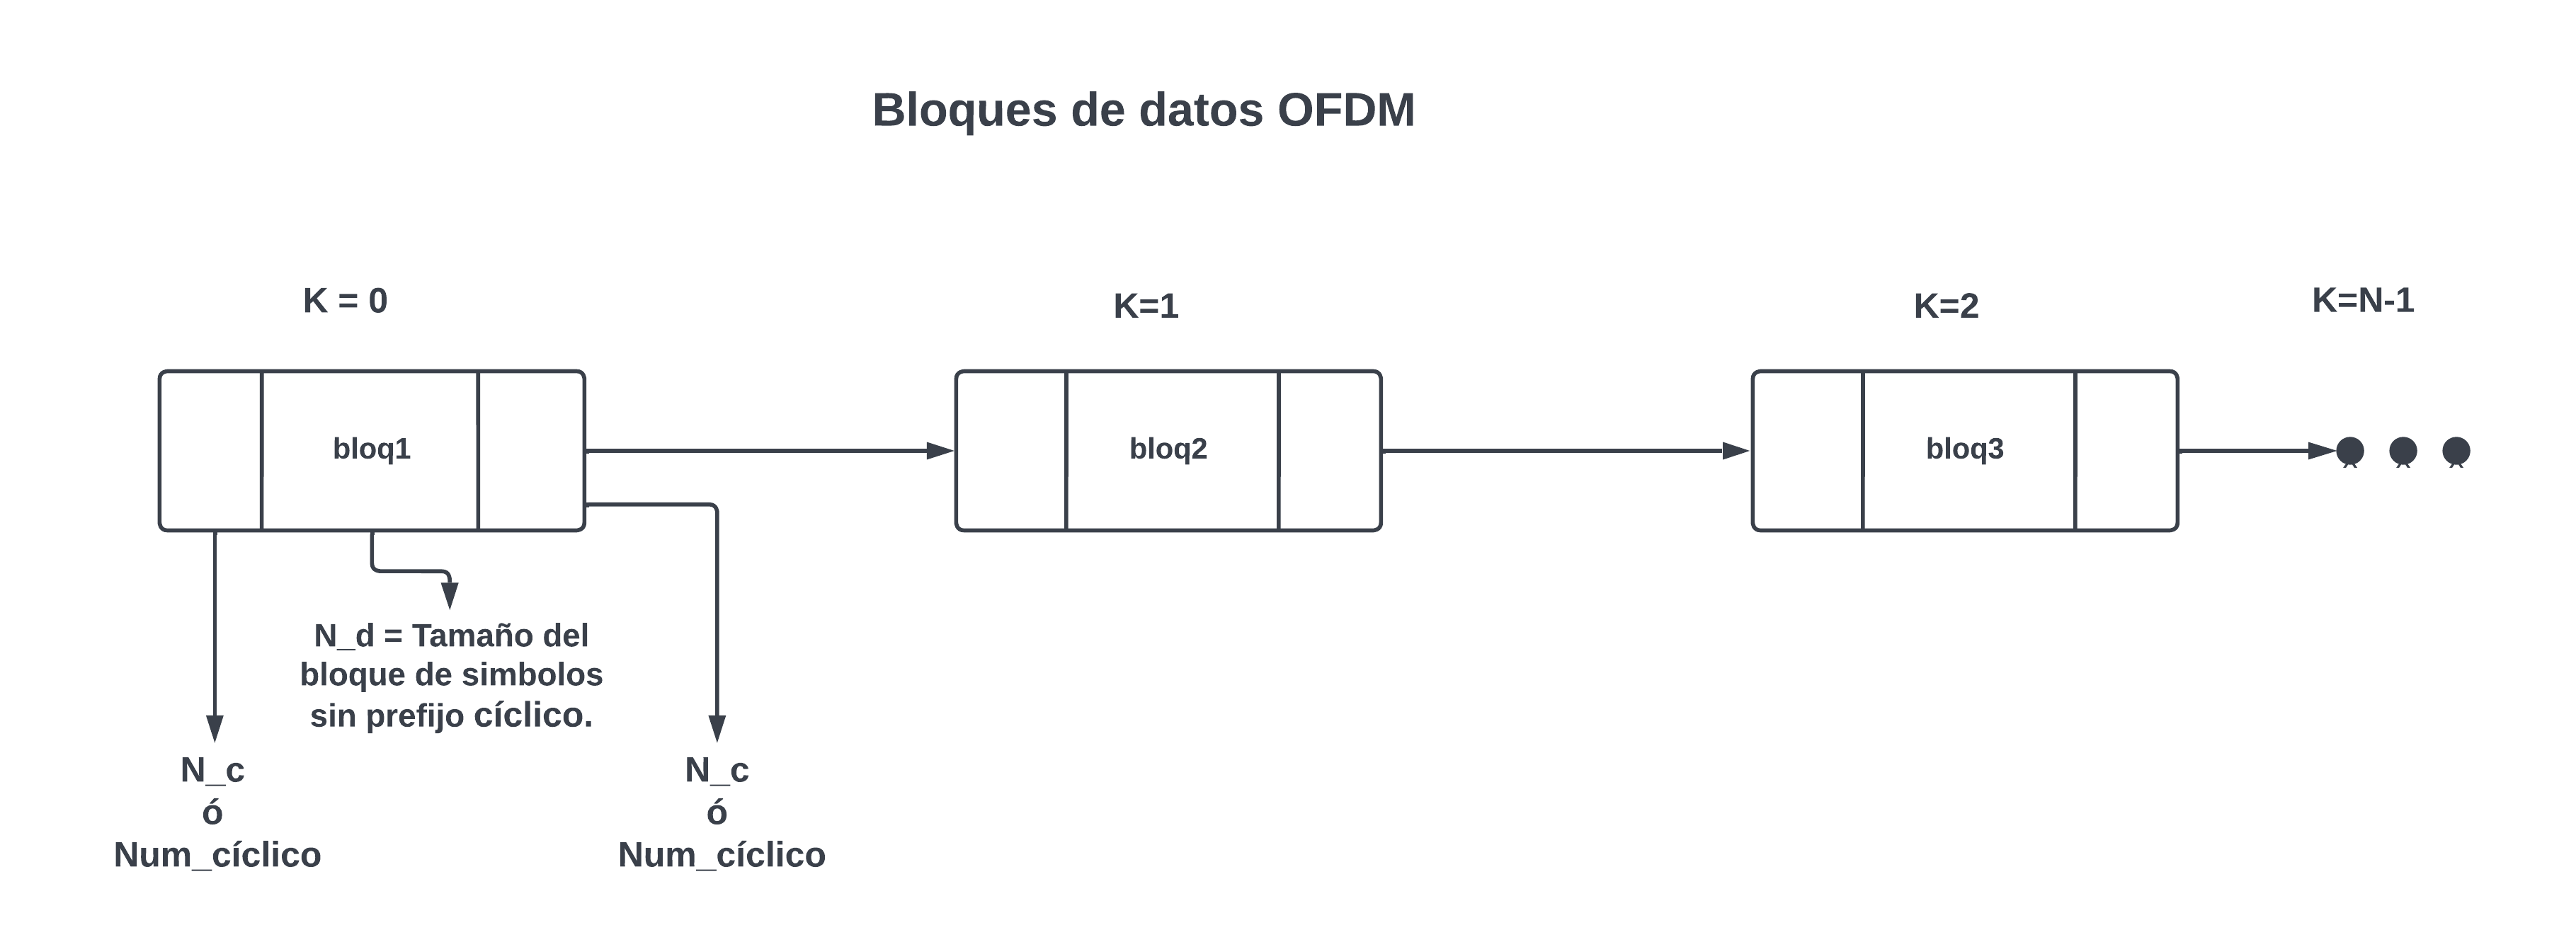 Bloques de datos OFDM
K = 0
K=1
K=2
K=N-1
bloq1
bloq2
bloq3
N_d = Tamaño del
bloque de simbolos
sin prefijo cíclico.
N_c
ó
Num_cíclico
N_c
ó
Num_cíclico